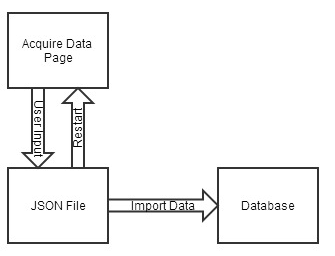 Acquire Data
Page
User Input
Restart
JSON File
Import Data
Database